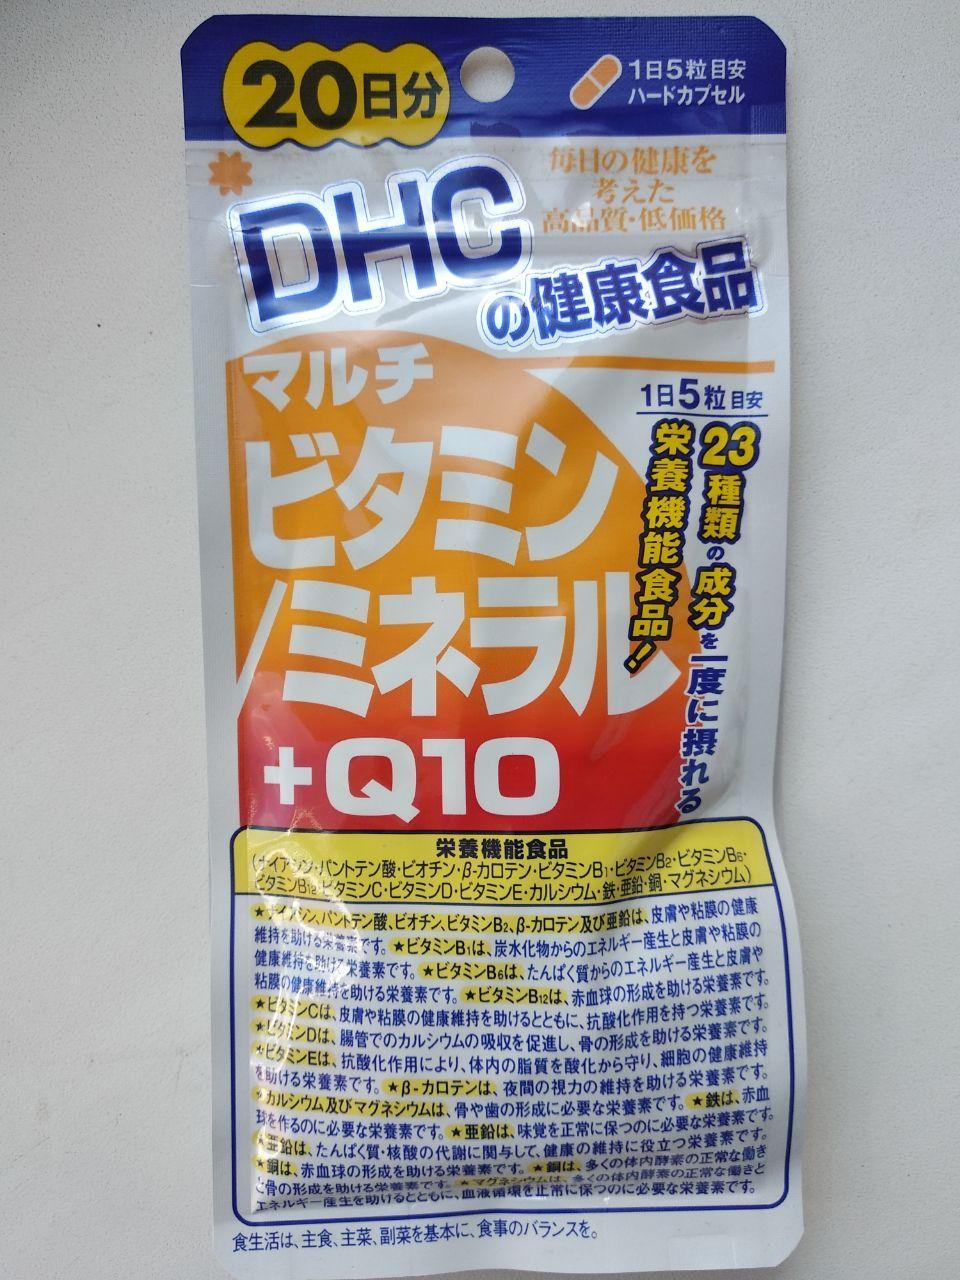 20日分
1日5粒目安
ハードカプセル
毎日の健康を
考えた
高品質・低価格
DHC
の健康食品
マルチ
ビタミン
/ミネラル
+Q10
1日5粒目安
23種類の成分を一度に摂れる
栄養機能食品!
栄養機能食品
(ナイアシン・パントテン酸・ビオチン・β-カロテン・ビタミンB1・ビタミンB2・ビタミンB6・
ビタミンB12・ビタミンC・ビタミンD・ビタミンE・カルシウム・鉄・亜鉛・銅・マグネシウム)
★ナイアシン、パントテン酸、ビオチン、ビタミンB2、β-カロテン及び亜鉛は、皮膚や粘膜の健康
維持を助ける栄養素です。★ビタミンB1は、炭水化物からのエネルギー産生と皮膚や粘膜の
健康維持を助ける栄養素です。★ビタミンB6は、たんぱく質からのエネルギー産生と皮膚や
粘膜の健康維持を助ける栄養素です。★ビタミンB12は、赤血球の形成を助ける栄養素です。
★ビタミンCは、皮膚や粘膜の健康維持を助けるとともに、抗酸化作用を持つ栄養素です。
★ビタミンDは、腸管でのカルシウムの吸収を促進し、骨の形成を助ける栄養素です。
★ビタミンEは、抗酸化作用により、体内の脂質を酸化から守り、細胞の健康維持
を助ける栄養素です。★β-カロテンは、夜間の視力の維持を助ける栄養素です。
★カルシウム及びマグネシウムは、骨や歯の形成に必要な栄養素です。★鉄は、赤血
球を作るのに必要な栄養素です。★亜鉛は、味覚を正常に保つのに必要な栄養素です。
★亜鉛は、たんぱく質・核酸の代謝に関与して、健康の維持に役立つ栄養素です。
★銅は、赤血球の形成を助ける栄養素です。★銅は、多くの体内酵素の正常な働き
と骨の形成を助ける栄養素です。★マグネシウムは、多くの体内酵素の正常な働きと
エネルギー産生を助けるとともに、血液循環を正常に保つのに必要な栄養素です。
食生活は、主食、主菜、副菜を基本に、食事のバランスを。